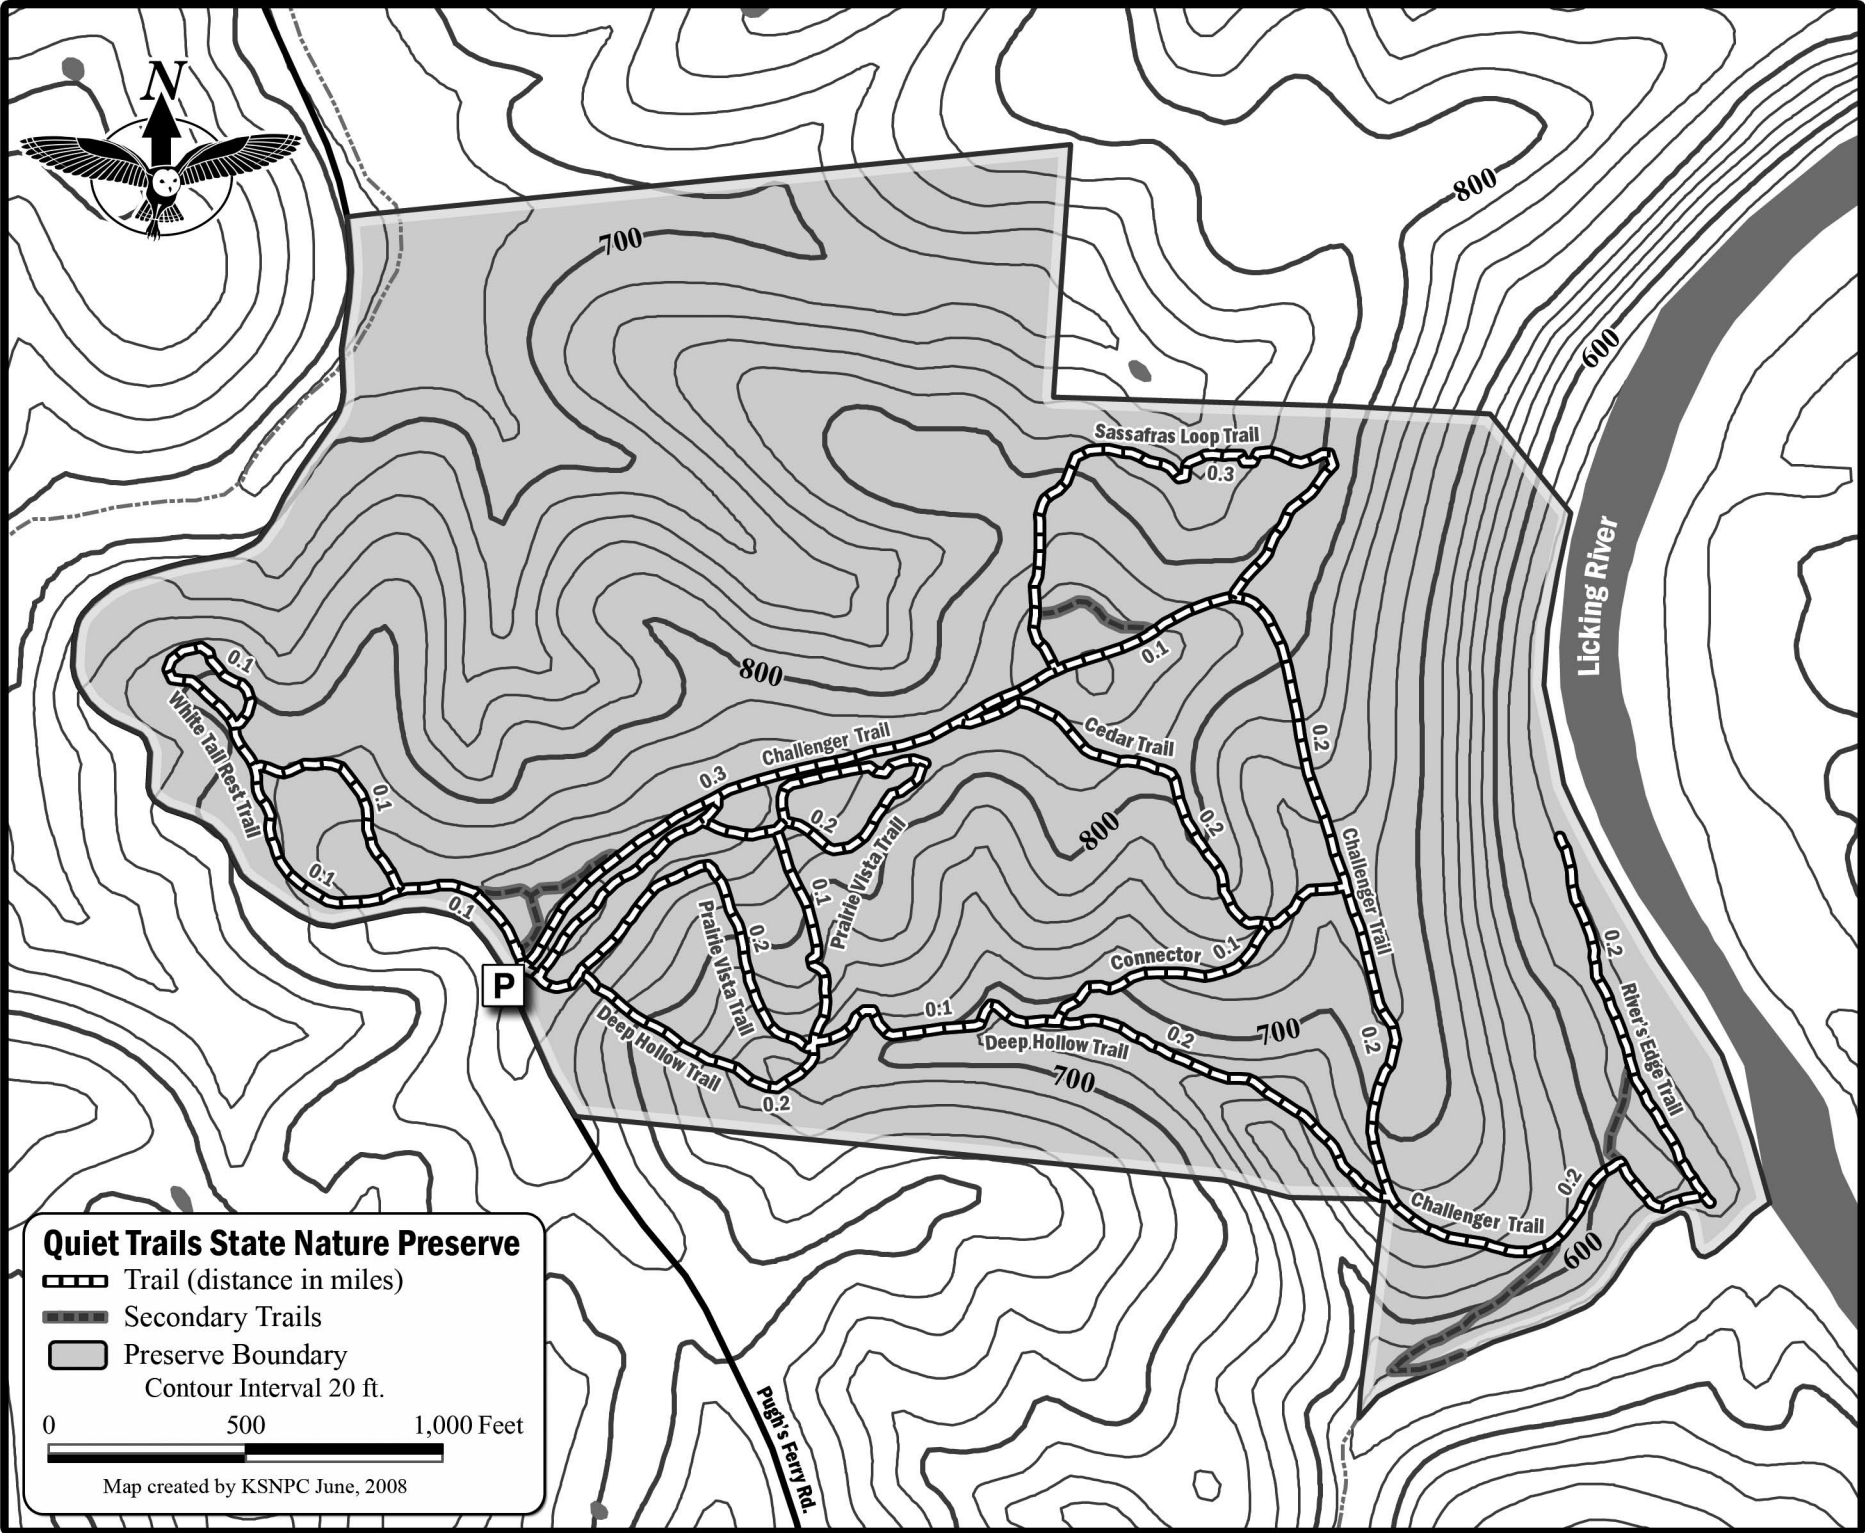 N
700
800
600
Sassafras Loop Trail
0.3
Licking River
0.1
White Tail Rest Trail
0.1
0.1
0.1
800
Challenger Trail
0.3
0.1
Cedar Trail
0.2
0.2
800
0.2
Prairie Vista Trail
0.1
Prairie Vista Trail
0.2
Challenger Trail
0.2
Connector
0.1
P
Deep Hollow Trail
0.2
0.1
Deep Hollow Trail
0.2
700
700
0.2
River's Edge Trail
0.2
Challenger Trail
600
Pugh's Ferry Rd.
Quiet Trails State Nature Preserve
Trail (distance in miles)
Secondary Trails
Preserve Boundary
Contour Interval 20 ft.
0 500 1,000 Feet
Map created by KSNPC June, 2008